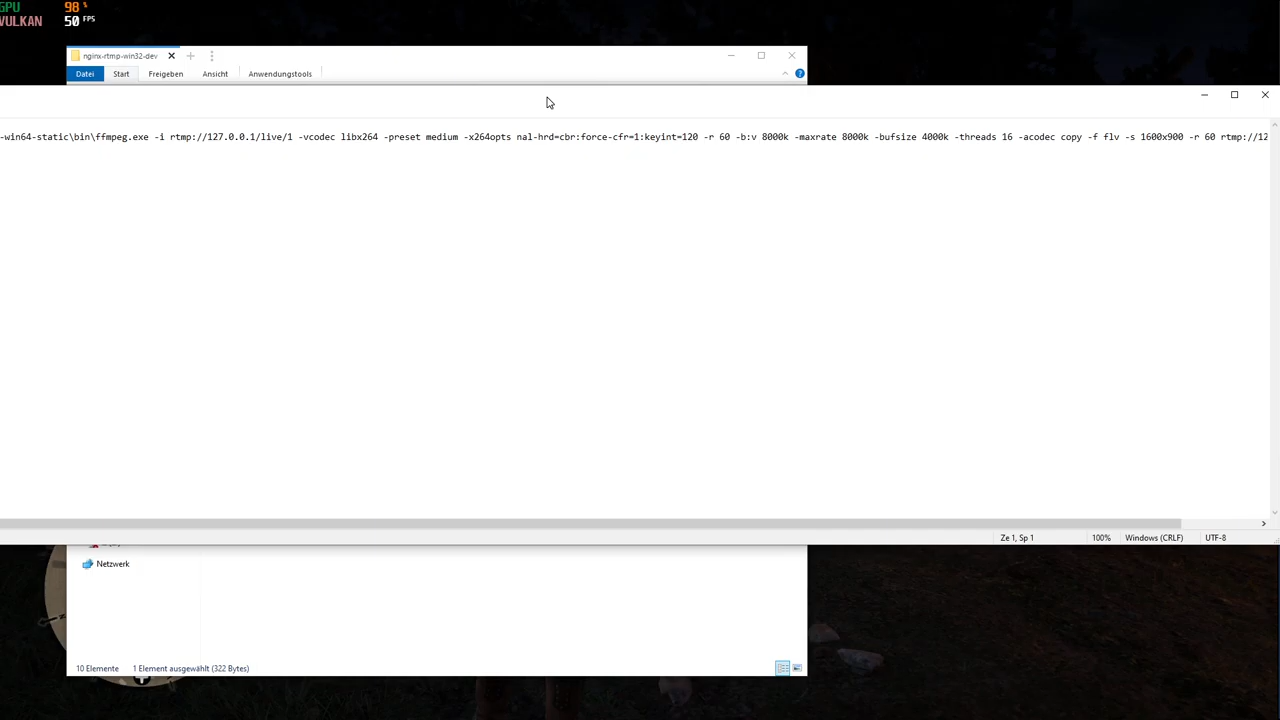 GPU 98 %
VULKAN 50 FPS
nginx-rtmp-win32-dev
Datei Start Freigeben Ansicht Anwendungstools
-win64-static\bin\ffmpeg.exe -i rtmp://127.0.0.1/live/1 -vcodec libx264 -preset medium -x264opts nal-hrd=cbr:force-cfr=1:keyint=120 -r 60 -b:v 8000k -maxrate 8000k -bufsize 4000k -threads 16 -acodec copy -f flv -s 1600x900 -r 60 rtmp://12
Ze 1, Sp 1 100% Windows (CRLF) UTF-8
Netzwerk
10 Elemente 1 Element ausgewählt (322 Bytes)